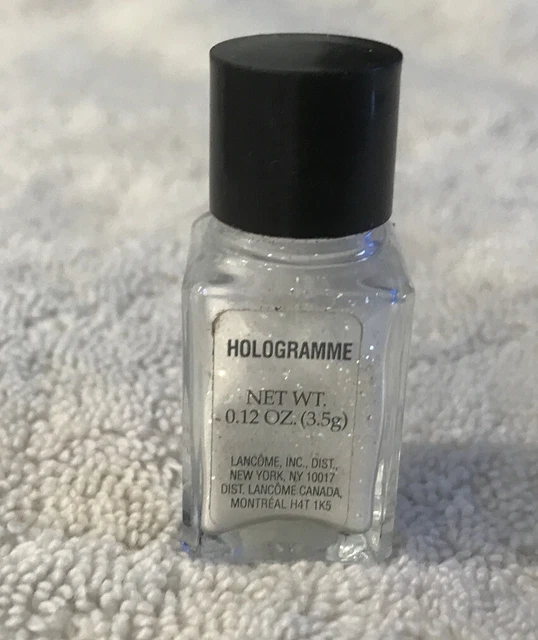 HOLOGRAMME
NET WT.
0.12 OZ. (3.5g)
LANCÔME, INC., DIST.,
NEW YORK, NY 10017
DIST. LANCÔME CANADA,
MONTRÉAL H4T 1K5